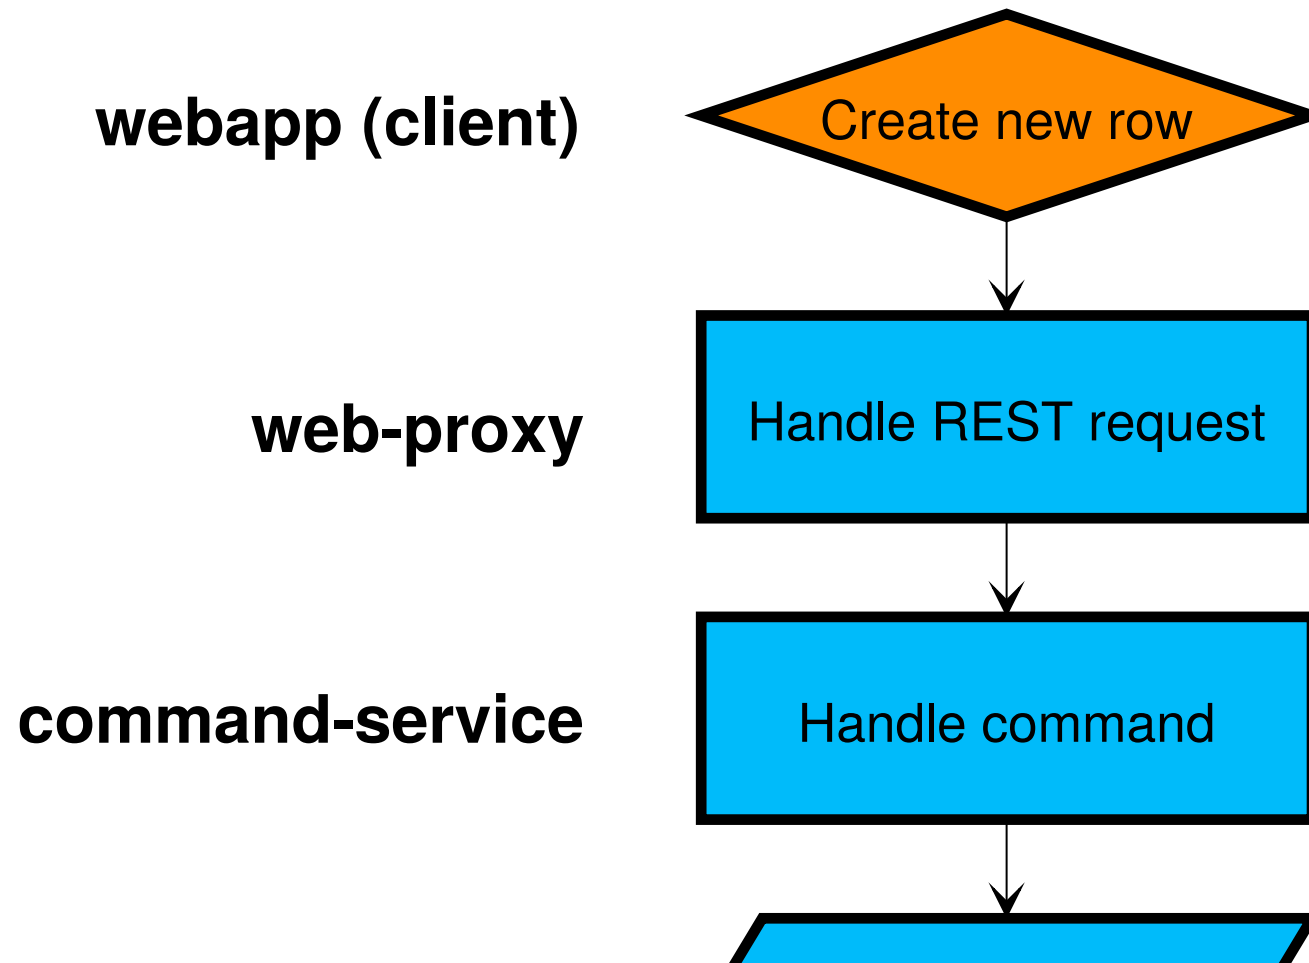 webapp (client)
Create new row
web-proxy
Handle REST request
command-service
Handle command